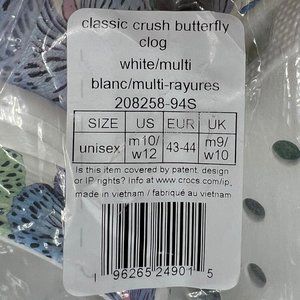 classic crush butterfly
clog
white/multi
blanc/multi-rayures
208258-94S
SIZE US EUR UK
unisex m10/ w12 43-44 m9/ w10
Is this item covered by patent, design
or IP rights? Info at www.crocs.com/ip.
made in vietnam / fabriqué au vietnam
1 96265 24901 5